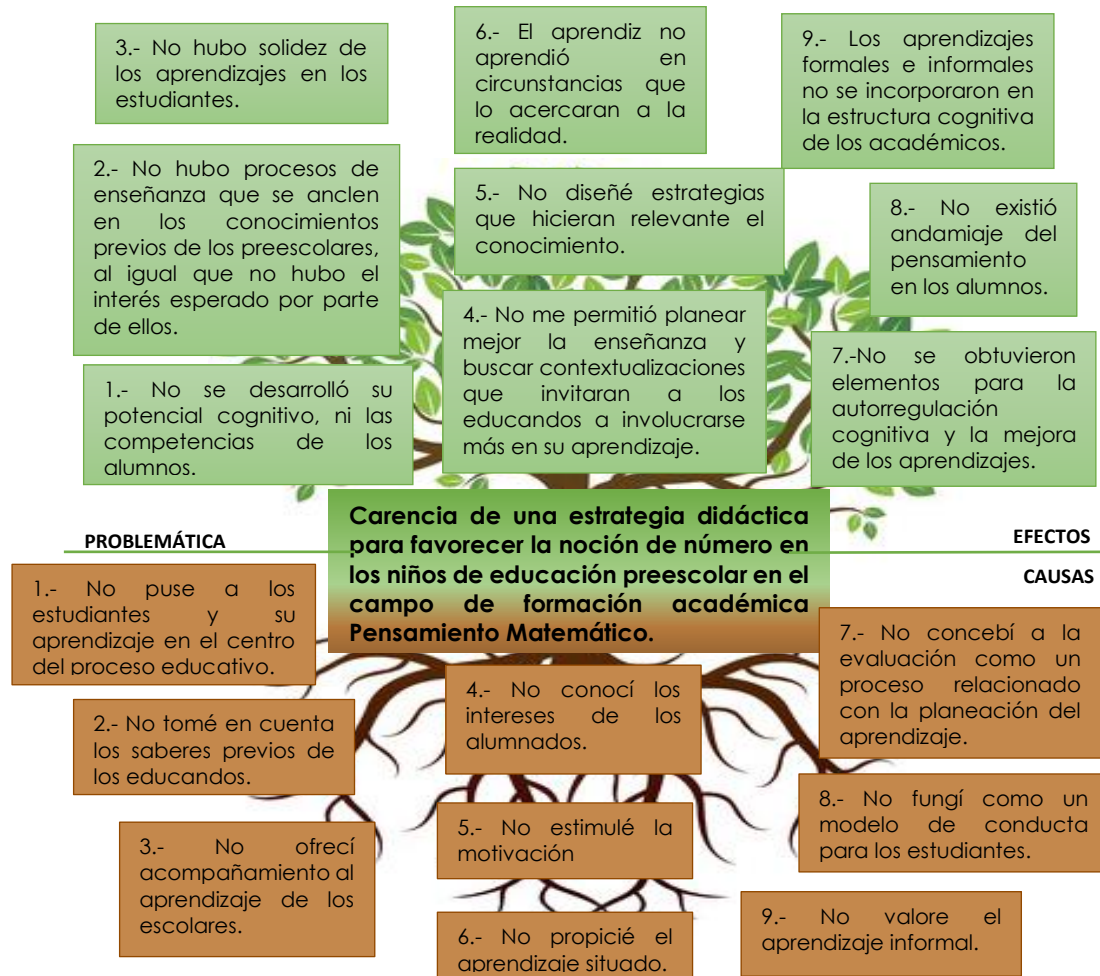 3.- No hubo solidez de
los aprendizajes en los
estudiantes.
6.- El aprendiz no
aprendió en
circunstancias que
lo acercaran a la
realidad.
9.- Los aprendizajes
formales e informales
no se incorporaron en
la estructura cognitiva
de los académicos.
2.- No hubo procesos de
enseñanza que se anclen
en los conocimientos
previos de los preescolares,
al igual que no hubo el
interés esperado por parte
de ellos.
5.- No diseñé estrategias
que hicieran relevante el
conocimiento.
8.- No existió
andamiaje del
pensamiento
en los alumnos.
1.- No se desarrolló su
potencial cognitivo, ni las
competencias de los
alumnos.
4.- No me permitió planear
mejor la enseñanza y
buscar contextualizaciones
que invitaran a los
educandos a involucrarse
más en su aprendizaje.
7.-No se obtuvieron
elementos para la
autorregulación
cognitiva y la mejora
de los aprendizajes.
PROBLEMÁTICA
Carencia de una estrategia didáctica
para favorecer la noción de número en
los niños de educación preescolar en el
campo de formación académica
Pensamiento Matemático.
EFECTOS
CAUSAS
1.- No puse a los
estudiantes y su
aprendizaje en el centro
del proceso educativo.
4.- No conocí los
intereses de los
alumnados.
7.- No concebí a la
evaluación como un
proceso relacionado
con la planeación del
aprendizaje.
2.- No tomé en cuenta
los saberes previos de
los educandos.
5.- No estimulé la
motivación
8.- No fungí como un
modelo de conducta
para los estudiantes.
3.- No ofrecí
acompañamiento al
aprendizaje de los
escolares.
6.- No propicié el
aprendizaje situado.
9.- No valore el
aprendizaje informal.